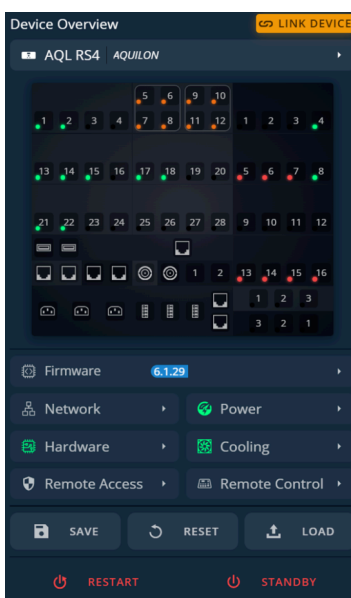 Device Overview
LINK DEVICE
AQL RS4 AQUILON
5 6 9 10
1 2 3 4 7 8 11 12 1 2 3 4
13 14 15 16 17 18 19 20 5 6 7 8
21 22 23 24 25 26 27 28 9 10 11 12
1 2 13 14 15 16
1 2 3
3 2 1
Firmware 6.1.29
Network Power
Hardware Cooling
Remote Access Remote Control
SAVE RESET LOAD
RESTART STANDBY